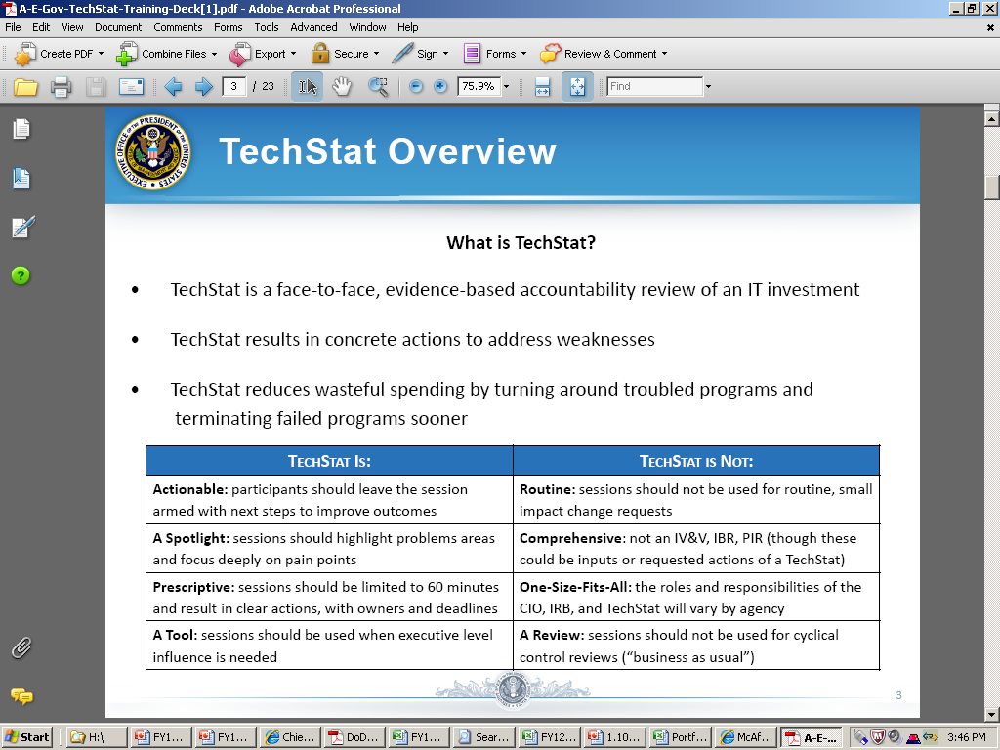 A-E-Gov-TechStat-Training-Deck[1].pdf - Adobe Acrobat Professional
File Edit View Document Comments Forms Tools Advanced Window Help
Create PDF Combine Files Export Secure Sign Forms Review & Comment
3 / 23 75.9% Find
TechStat Overview
EXECUTIVE OFFICE OF THE PRESIDENT OF THE UNITED STATES
What is TechStat?
• TechStat is a face-to-face, evidence-based accountability review of an IT investment
• TechStat results in concrete actions to address weaknesses
• TechStat reduces wasteful spending by turning around troubled programs and
terminating failed programs sooner
TECHSTAT IS: TECHSTAT IS NOT:
Actionable: participants should leave the session Routine: sessions should not be used for routine, small
armed with next steps to improve outcomes impact change requests
A Spotlight: sessions should highlight problems areas Comprehensive: not an IV&V, IBR, PIR (though these
and focus deeply on pain points could be inputs or requested actions of a TechStat)
Prescriptive: sessions should be limited to 60 minutes One-Size-Fits-All: the roles and responsibilities of the
and result in clear actions, with owners and deadlines CIO, IRB, and TechStat will vary by agency
A Tool: sessions should be used when executive level A Review: sessions should not be used for cyclical
influence is needed control reviews (“business as usual”)
3
Start H:\ FY1... FY1... Chie... DoD... FY1... Sear... FY12... 1.10... Portf... McAf... A-E-... 3:46 PM